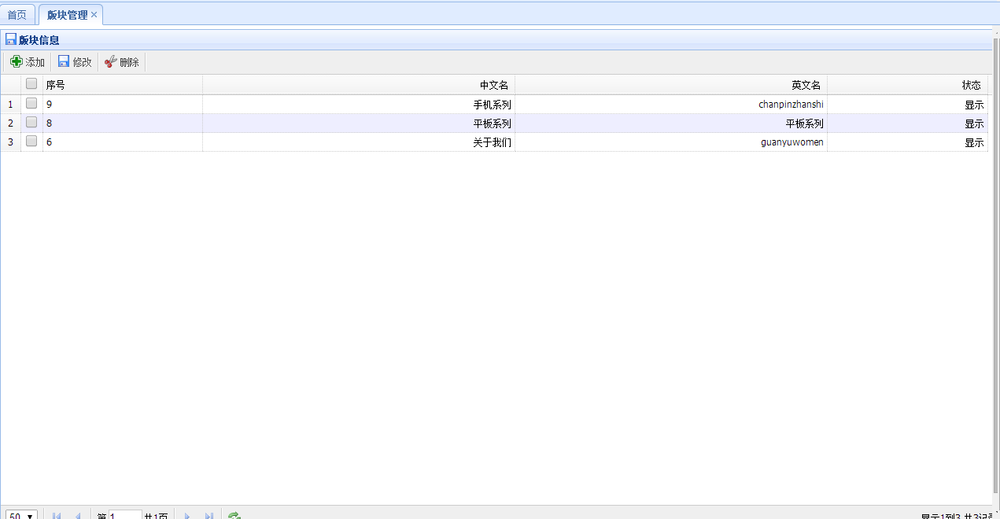 首页 版块管理
版块信息
添加 修改 删除
序号 中文名 英文名 状态
1 9 手机系列 chanpinzhanshi 显示
2 8 平板系列 平板系列 显示
3 6 关于我们 guanyuwomen 显示
50 第 1 共1页 显示1到3,共3记录